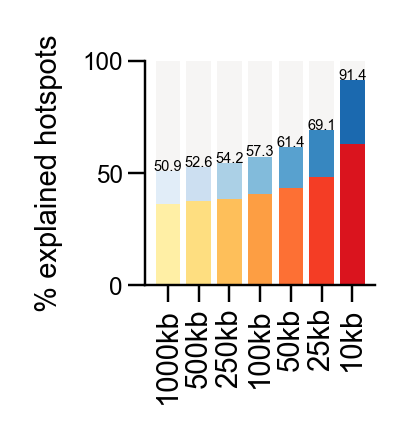 % explained hotspots
100
50
0
50.9
52.6
54.2
57.3
61.4
69.1
91.4
1000kb
500kb
250kb
100kb
50kb
25kb
10kb